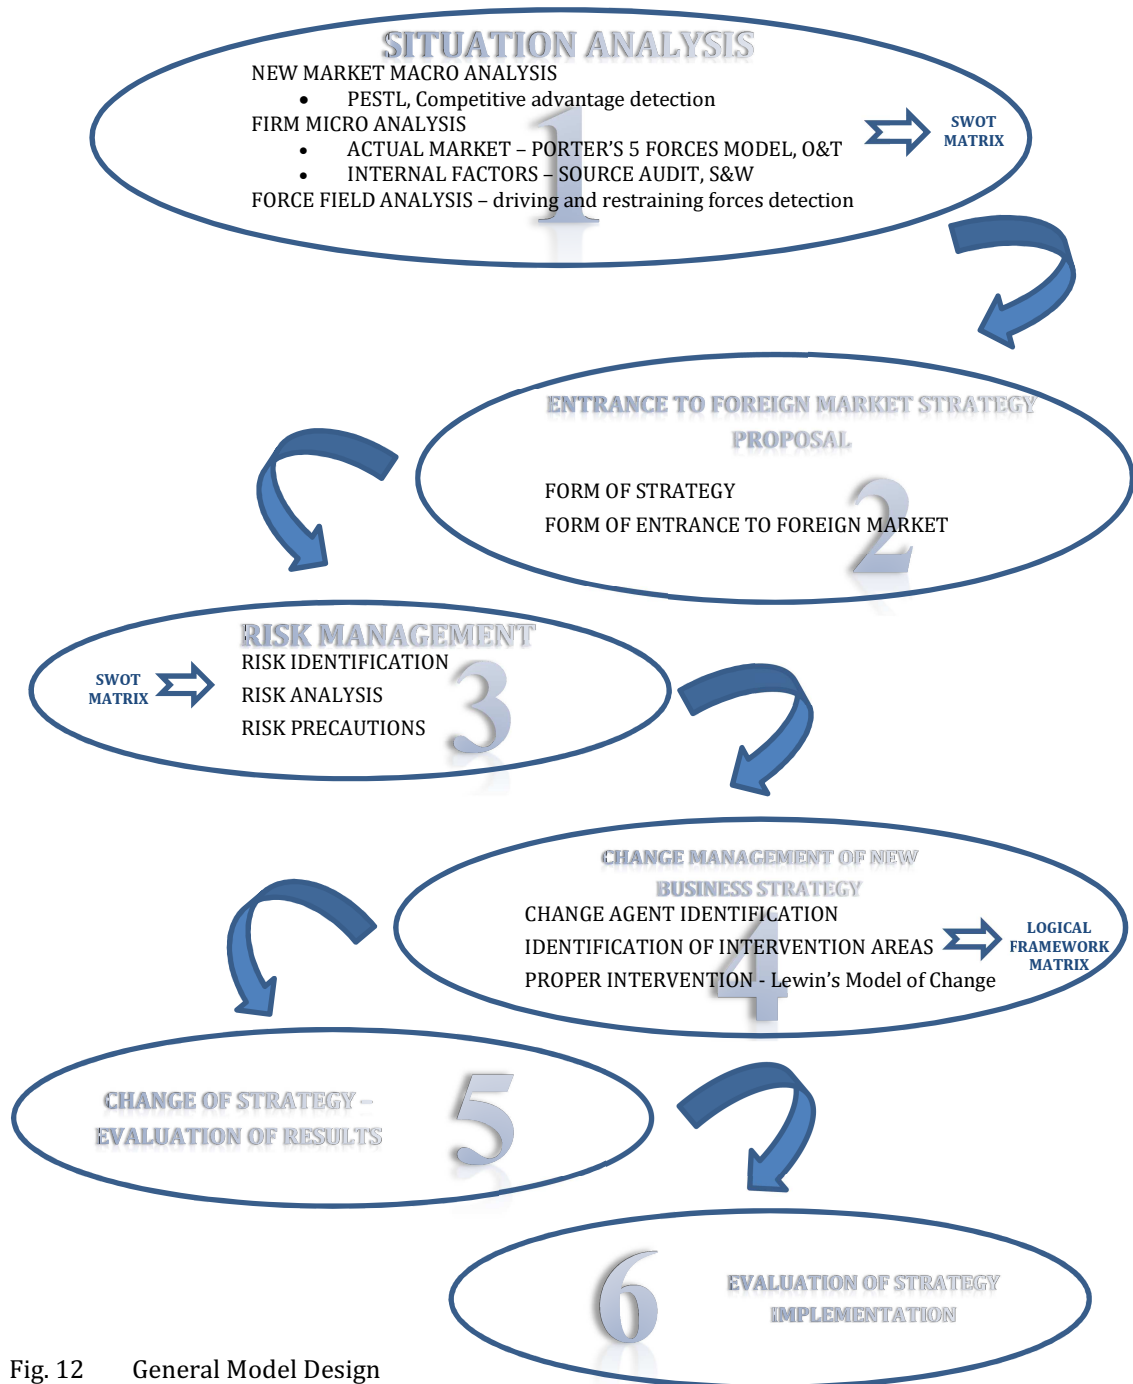 SITUATION ANALYSIS
NEW MARKET MACRO ANALYSIS
• PESTL, Competitive advantage detection
FIRM MICRO ANALYSIS
• ACTUAL MARKET – PORTER'S 5 FORCES MODEL, O&T
• INTERNAL FACTORS – SOURCE AUDIT, S&W
FORCE FIELD ANALYSIS – driving and restraining forces detection
1
SWOT
MATRIX
ENTRANCE TO FOREIGN MARKET STRATEGY
PROPOSAL
FORM OF STRATEGY
FORM OF ENTRANCE TO FOREIGN MARKET
2
RISK MANAGEMENT
SWOT
MATRIX
RISK IDENTIFICATION
RISK ANALYSIS
RISK PRECAUTIONS
3
CHANGE MANAGEMENT OF NEW
BUSINESS STRATEGY
CHANGE AGENT IDENTIFICATION
IDENTIFICATION OF INTERVENTION AREAS
PROPER INTERVENTION - Lewin's Model of Change
4
LOGICAL
FRAMEWORK
MATRIX
CHANGE OF STRATEGY –
EVALUATION OF RESULTS
5
6
EVALUATION OF STRATEGY
IMPLEMENTATION
Fig. 12 General Model Design